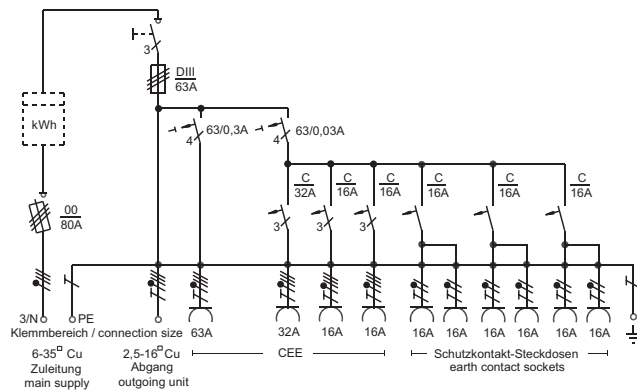 3
DIII
63A
kWh
63/0,3A
4
63/0,03A
4
00
80A
C
32A
C
16A
C
16A
C
16A
C
16A
C
16A
3
3
3
3/N
PE
63A
32A
16A
16A
16A
16A
16A
16A
16A
16A
Klemmbereich / connection size
6-35□ Cu
Zuleitung
main supply
2,5-16□ Cu
Abgang
outgoing unit
CEE
Schutzkontakt-Steckdosen
earth contact sockets